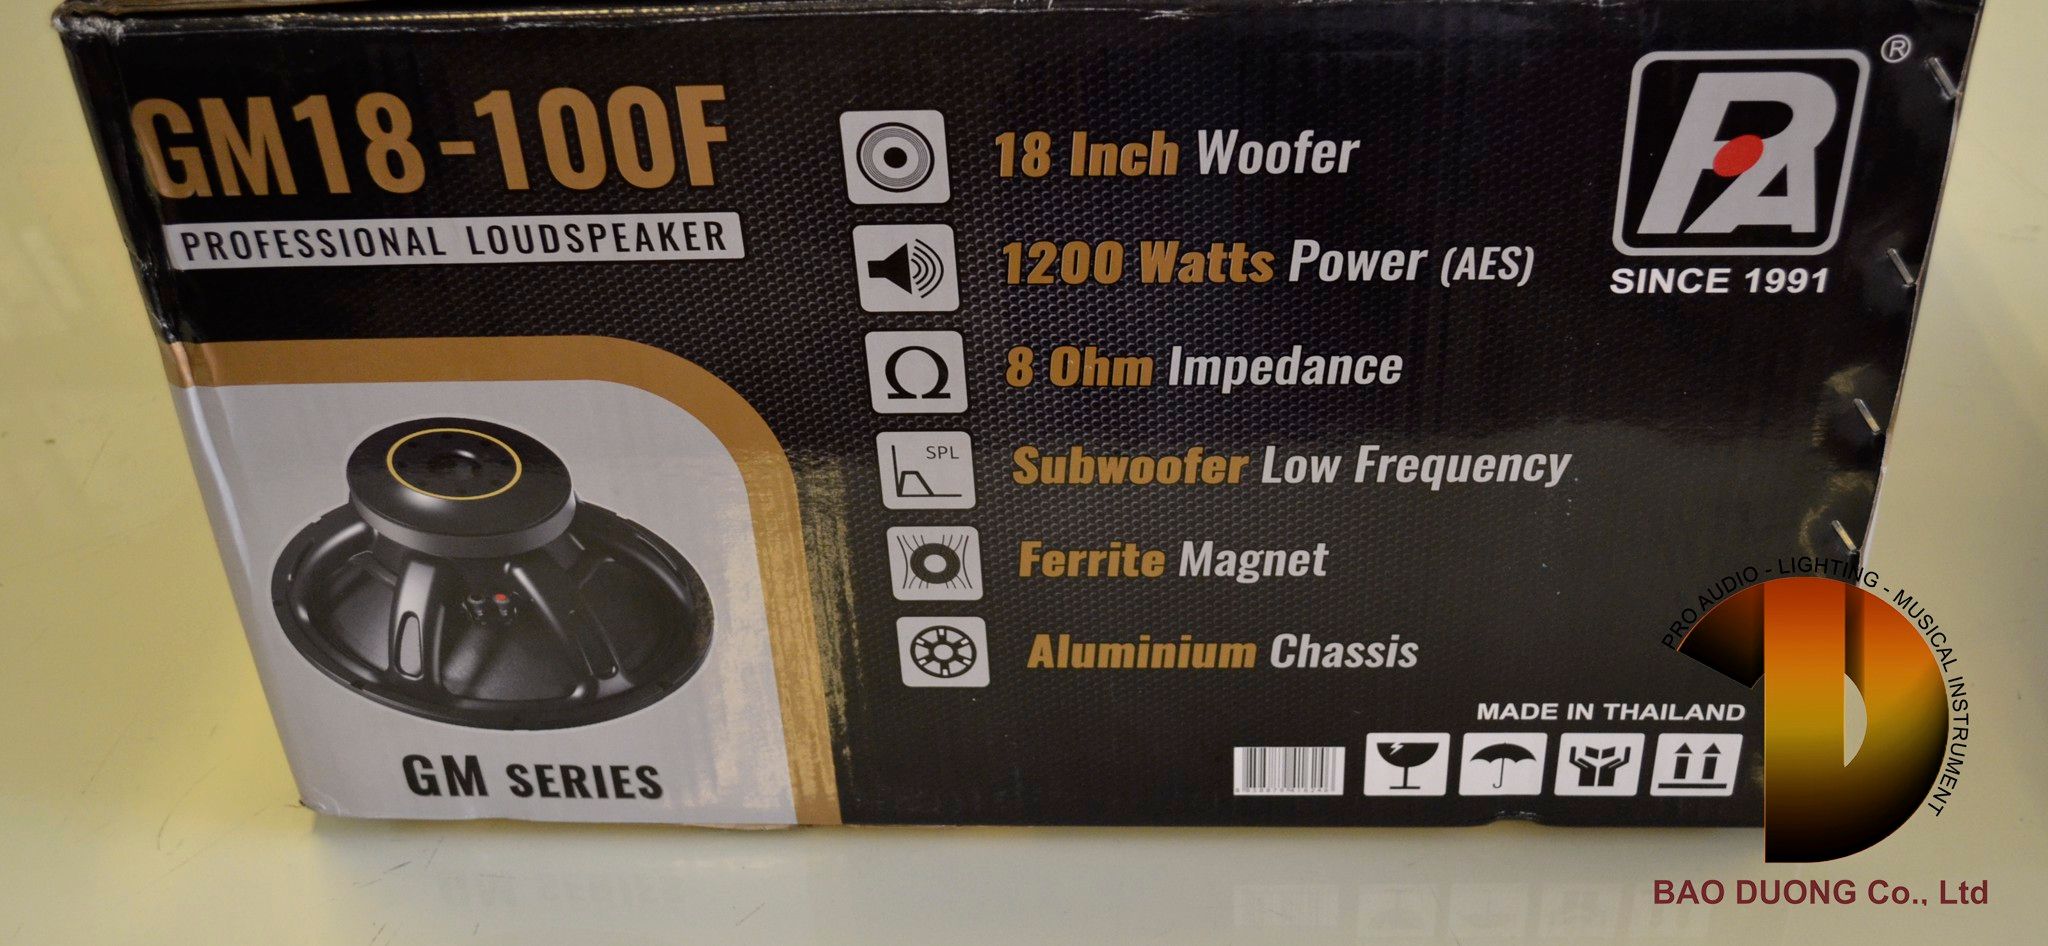 GM18-100F
PROFESSIONAL LOUDSPEAKER
GM SERIES
18 Inch Woofer
1200 Watts Power (AES)
8 Ohm Impedance
SPL
Subwoofer Low Frequency
Ferrite Magnet
Aluminium Chassis
PA
®
SINCE 1991
MADE IN THAILAND
PRO AUDIO - LIGHTING - MUSICAL INSTRUMENT
BAO DUONG Co., Ltd